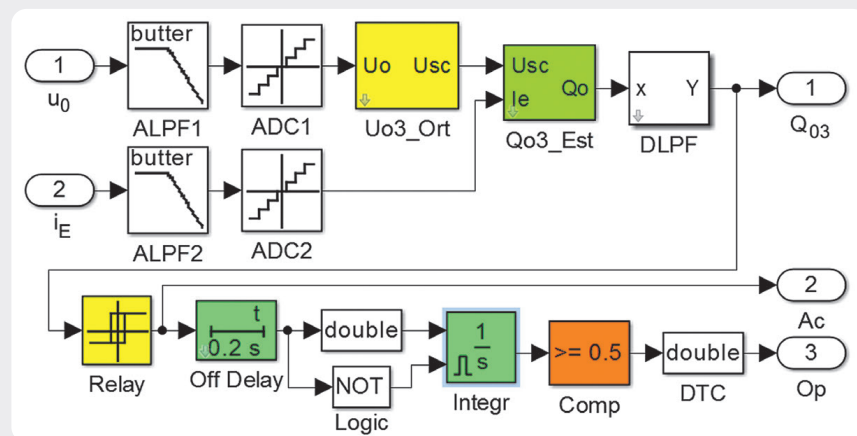 butter
1
u0
ALPF1
ADC1
Uo Usc
Uo3_Ort
Usc
Ie
Qo
Qo3_Est
x Y
DLPF
1
Q03
butter
2
iE
ALPF2
ADC2
Relay
t
0.2 s
Off Delay
double
NOT
Logic
1
s
Integr
>= 0.5
Comp
double
DTC
2
Ac
3
Op